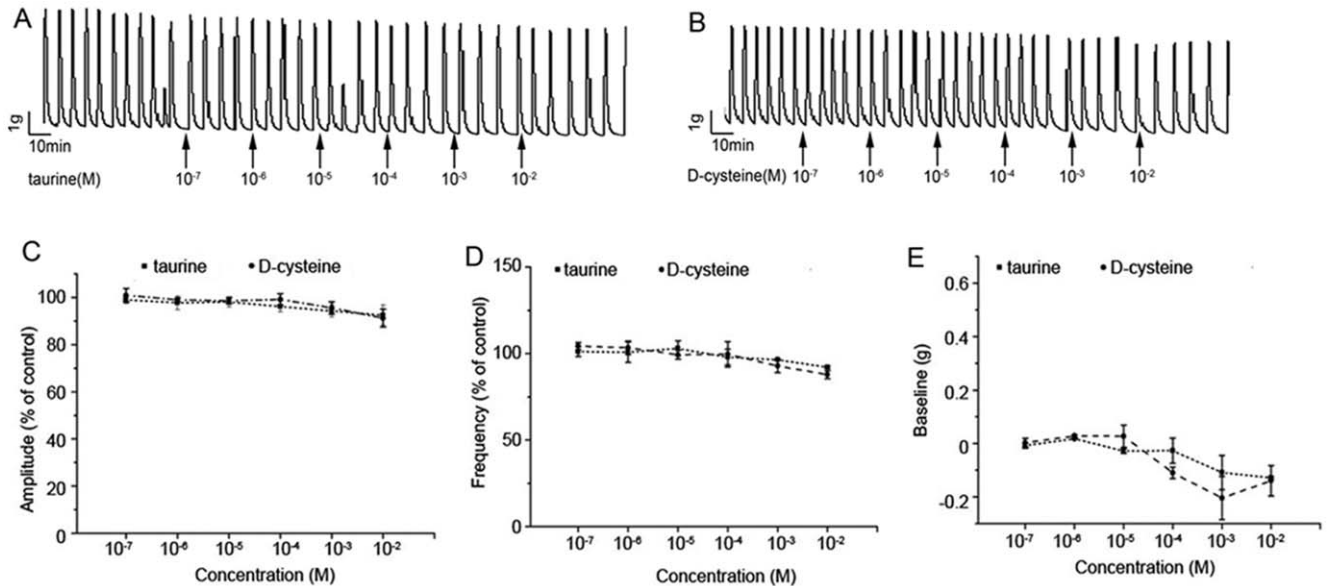 A
1g
10min
taurine(M)
10-7
10-6
10-5
10-4
10-3
10-2
B
1g
10min
D-cysteine(M)
10-7
10-6
10-5
10-4
10-3
10-2
C
taurine
D-cysteine
Amplitude (% of control)
100
80
60
40
20
0
10-7
10-6
10-5
10-4
10-3
10-2
Concentration (M)
D
taurine
D-cysteine
Frequency (% of control)
150
100
50
0
10-7
10-6
10-5
10-4
10-3
10-2
Concentration (M)
E
taurine
D-cysteine
Baseline (g)
0.6
0.4
0.2
0
-0.2
10-7
10-6
10-5
10-4
10-3
10-2
Concentration (M)